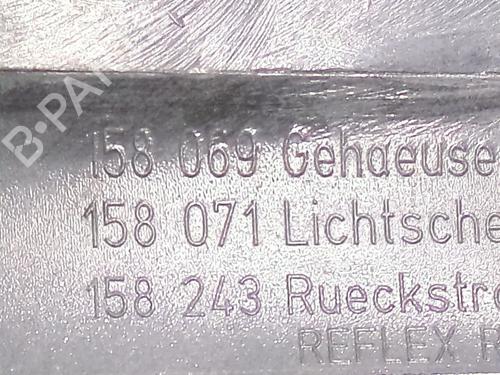 B-PA
158 069 Gehaeuse
158 071 Lichtsche
158 243 Rueckstr
REFLEX